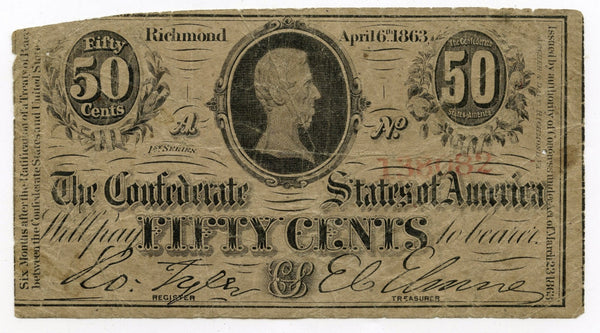 Six Months after the Ratification of a Treaty of Peace
between the Confederate States and United States
Richmond April 6th 1863
Fifty
50
Cents
The Confederate
50
States of America
A No
1st SERIES
The Confederate States of America
Will pay FIFTY CENTS to bearer.
CS
Ro: Tyler E C Elmore
REGISTER TREASURER
Issued by authority of Congress under act of March 23 1863